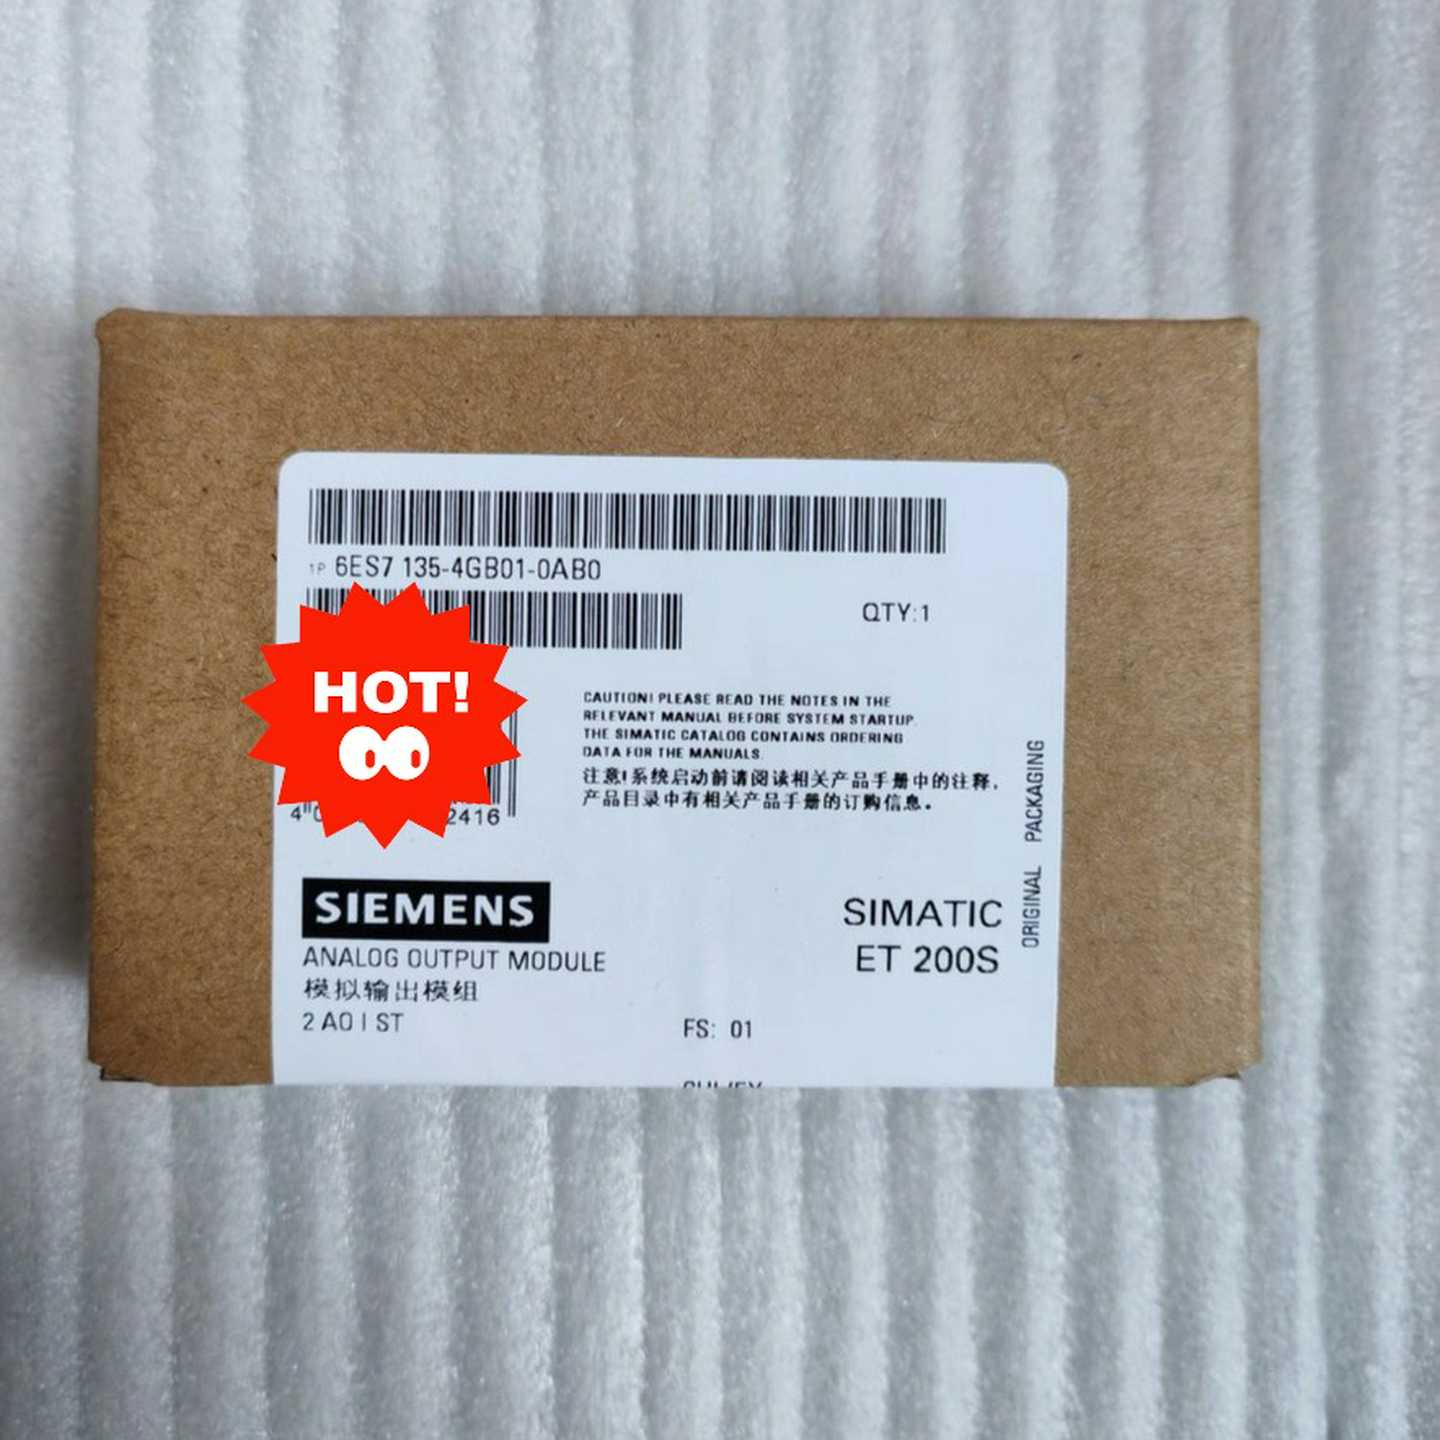 1P 6ES7 135-4GB01-0AB0
QTY:1
HOT!
CAUTION! PLEASE READ THE NOTES IN THE
RELEVANT MANUAL BEFORE SYSTEM STARTUP.
THE SIMATIC CATALOG CONTAINS ORDERING
DATA FOR THE MANUALS.
注意!系统启动前请阅读相关产品手册中的注释,
产品目录中有相关产品手册的订购信息。
2416
ORIGINAL PACKAGING
SIEMENS
SIMATIC
ET 200S
ANALOG OUTPUT MODULE
模拟输出模组
2 AO I ST
FS: 01